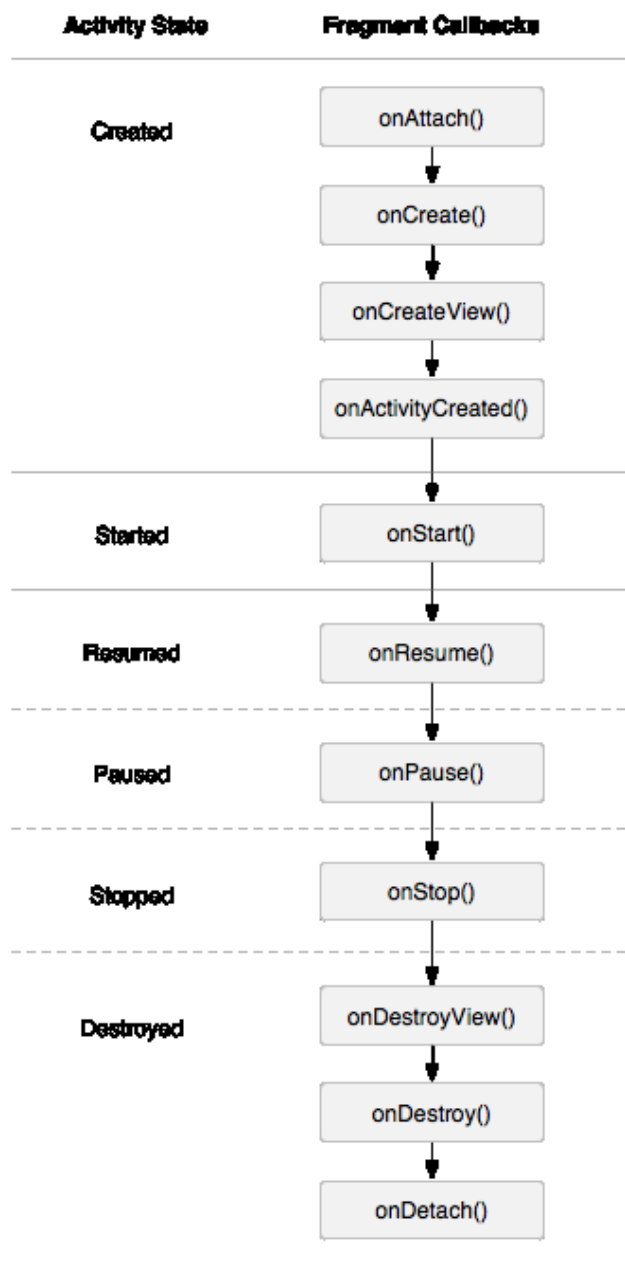 Activity State Fragment Callbacks
Created
onAttach()
onCreate()
onCreateView()
onActivityCreated()
Started
onStart()
Resumed
onResume()
Paused
onPause()
Stopped
onStop()
Destroyed
onDestroyView()
onDestroy()
onDetach()